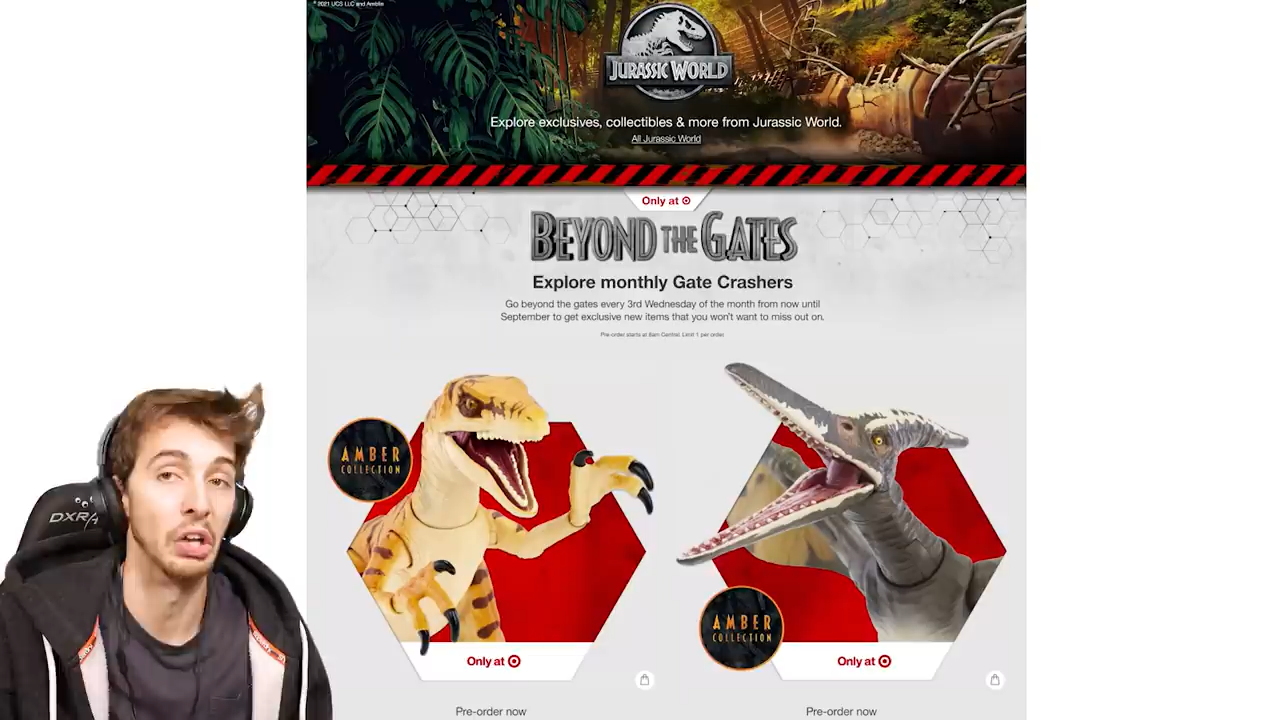 © 2021 UCS LLC and Amblin
JURASSIC WORLD
Explore exclusives, collectibles & more from Jurassic World.
All Jurassic World
Only at
BEYOND THE GATES
Explore monthly Gate Crashers
Go beyond the gates every 3rd Wednesday of the month from now until
September to get exclusive new items that you won't want to miss out on.
Pre-order starts at 8am Central. Limit 1 per order.
AMBER
COLLECTION
Only at
Pre-order now
AMBER
COLLECTION
Only at
Pre-order now
DXRA